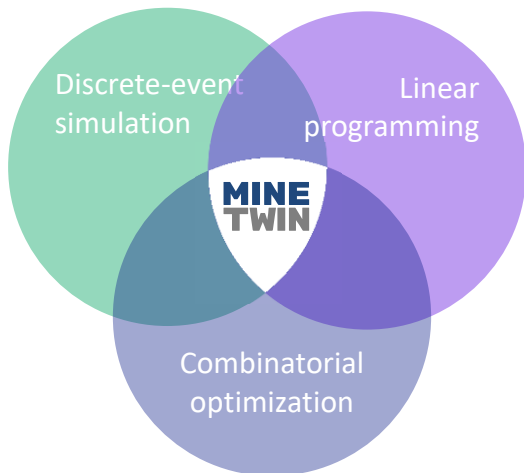 Discrete-event
simulation
Linear
programming
MINE
TWIN
Combinatorial
optimization